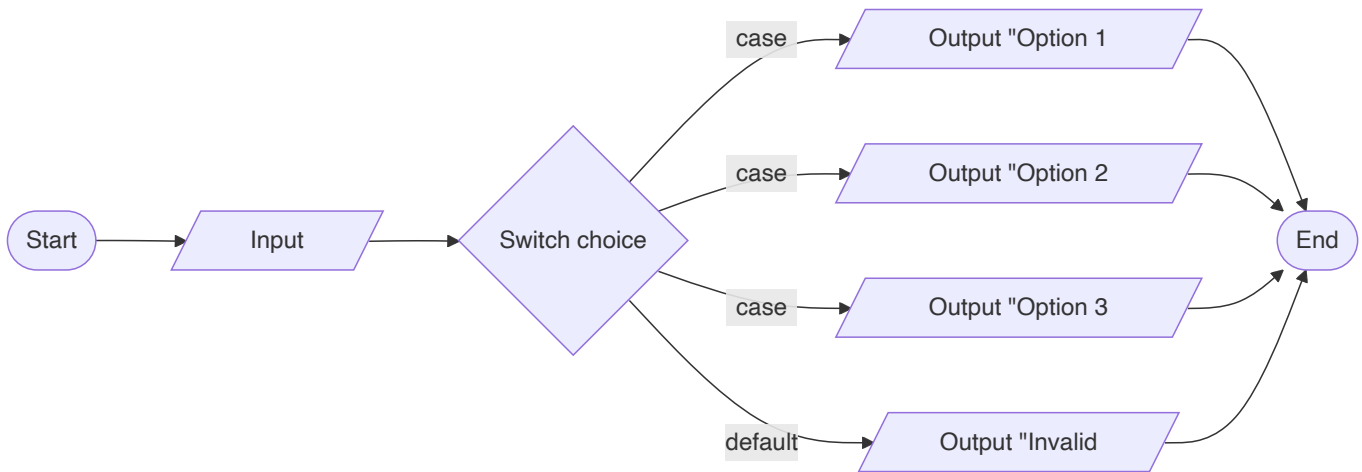 Start
Input
Switch choice
case
Output "Option 1
case
Output "Option 2
case
Output "Option 3
default
Output "Invalid
End